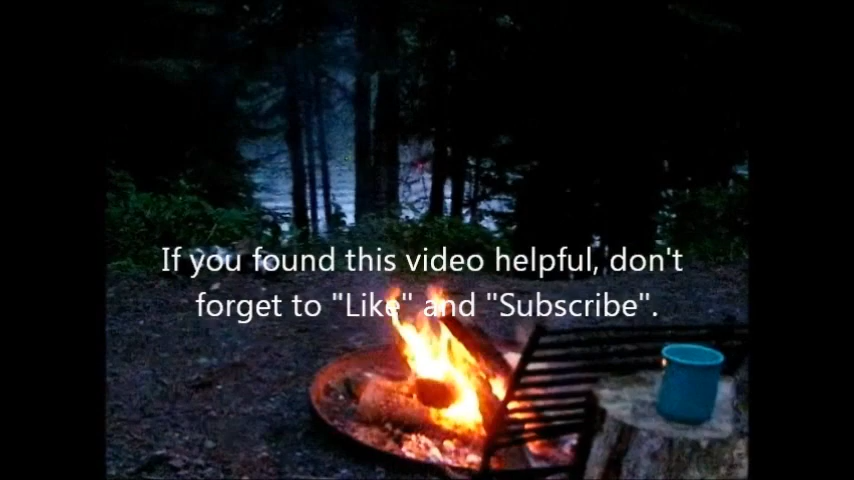 If you found this video helpful, don't
forget to "Like" and "Subscribe".